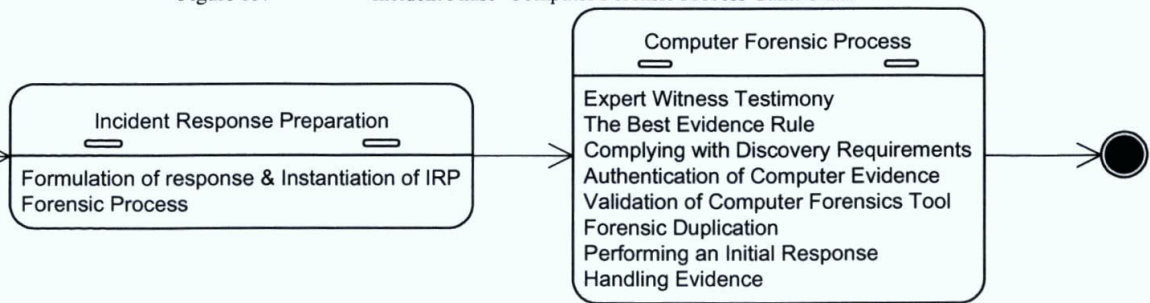 Computer Forensic Process
Incident Response Preparation
Formulation of response & Instantiation of IRP
Forensic Process
Expert Witness Testimony
The Best Evidence Rule
Complying with Discovery Requirements
Authentication of Computer Evidence
Validation of Computer Forensics Tool
Forensic Duplication
Performing an Initial Response
Handling Evidence